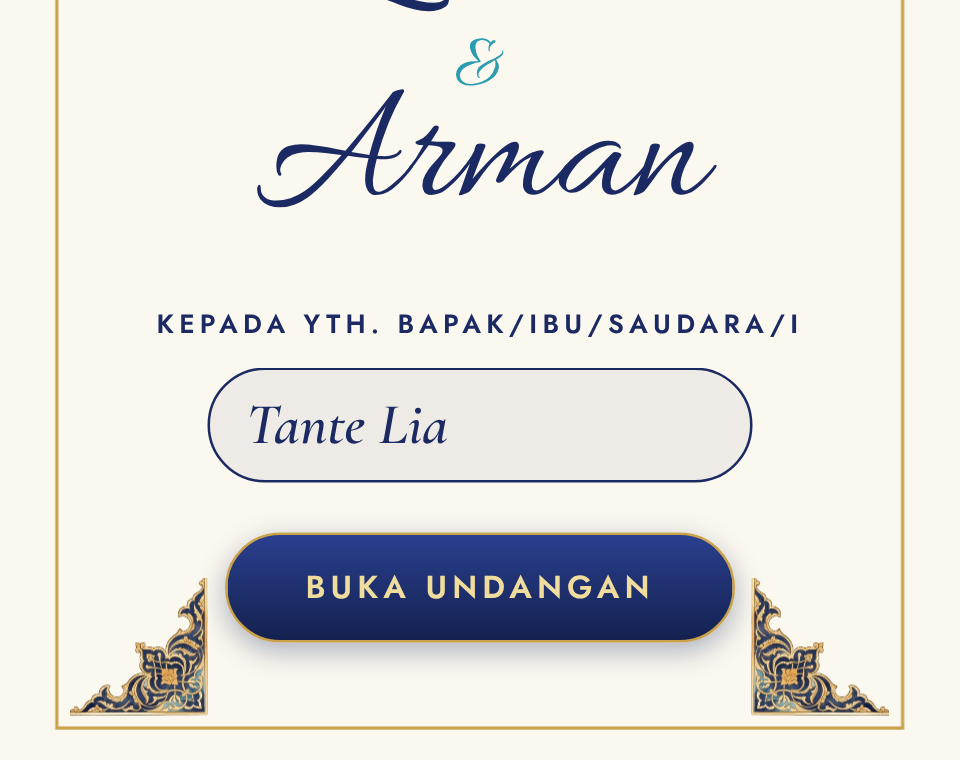 &
Arman
KEPADA YTH. BAPAK/IBU/SAUDARA/I
Tante Lia
BUKA UNDANGAN